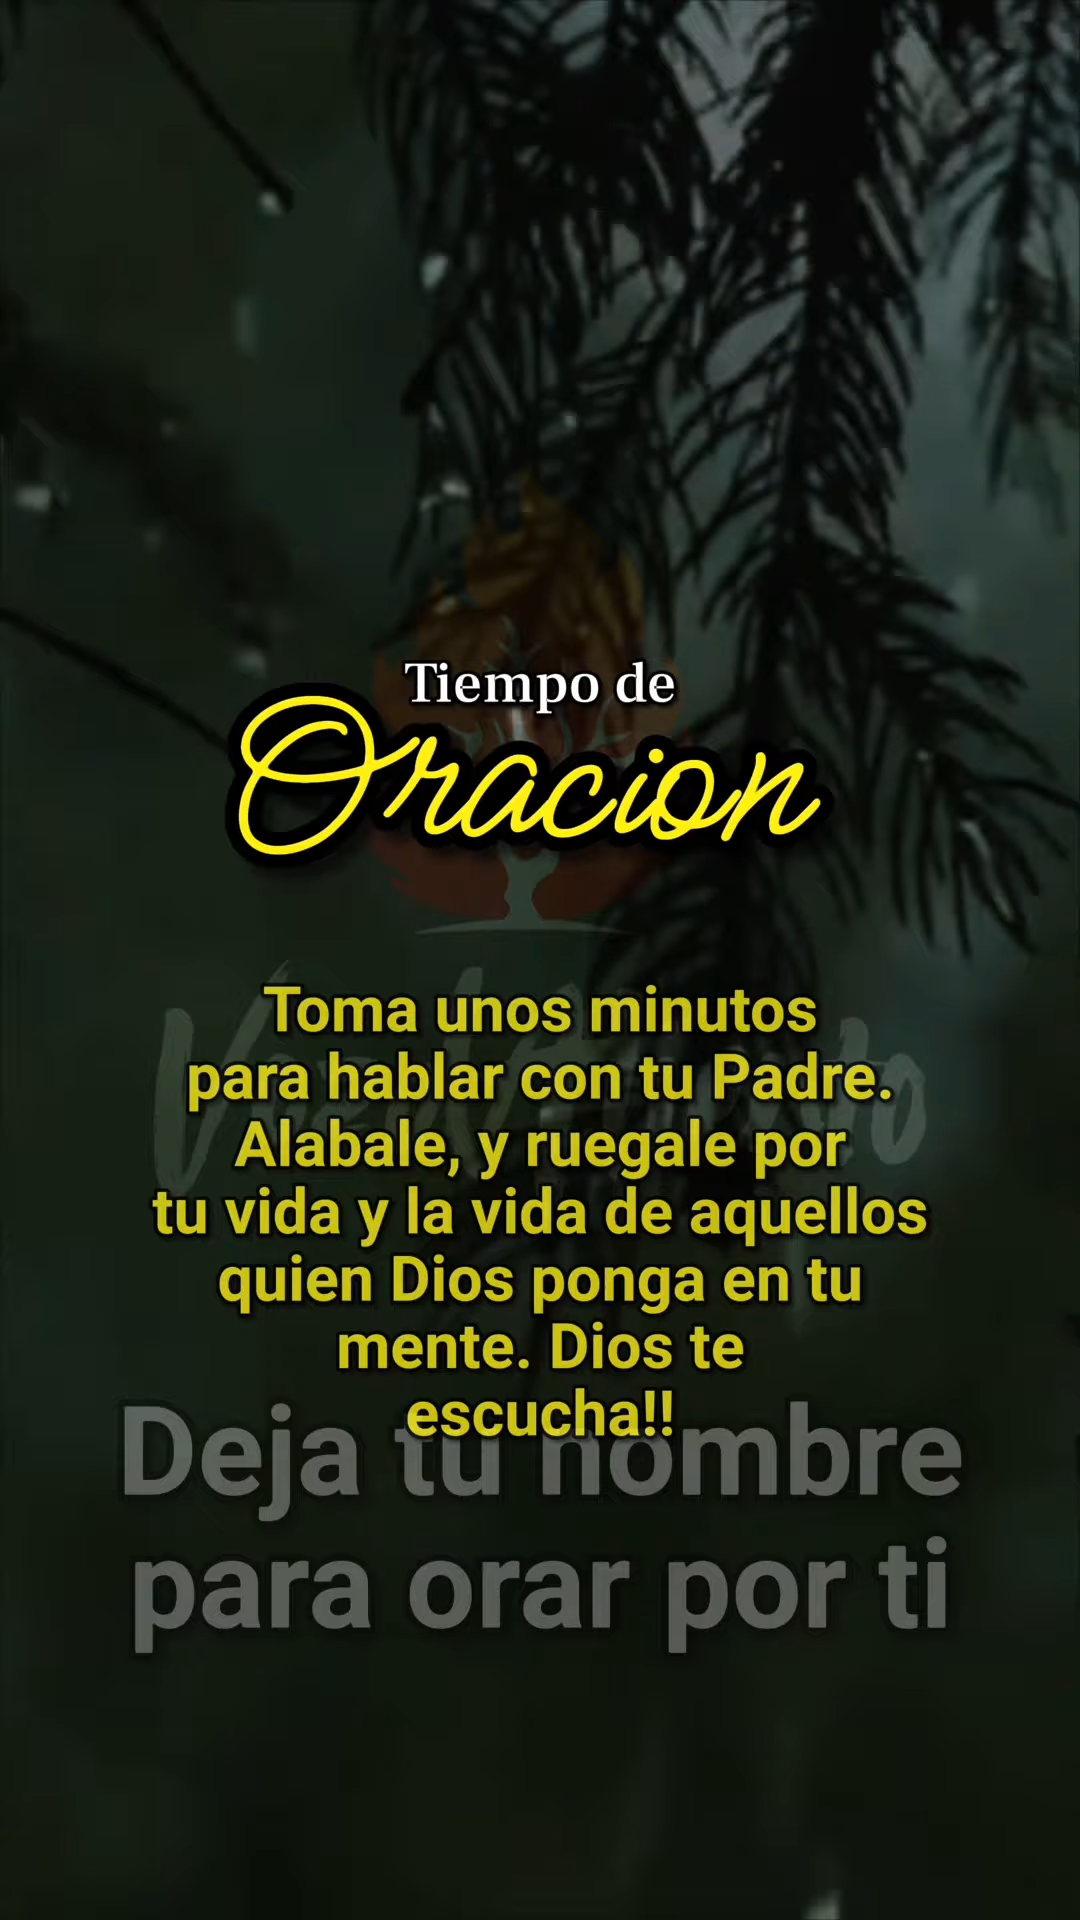 Tiempo de
Oracion
Toma unos minutos
para hablar con tu Padre.
Alabale, y ruegale por
tu vida y la vida de aquellos
quien Dios ponga en tu
mente. Dios te
escucha!!
Deja tu nombre
para orar por ti